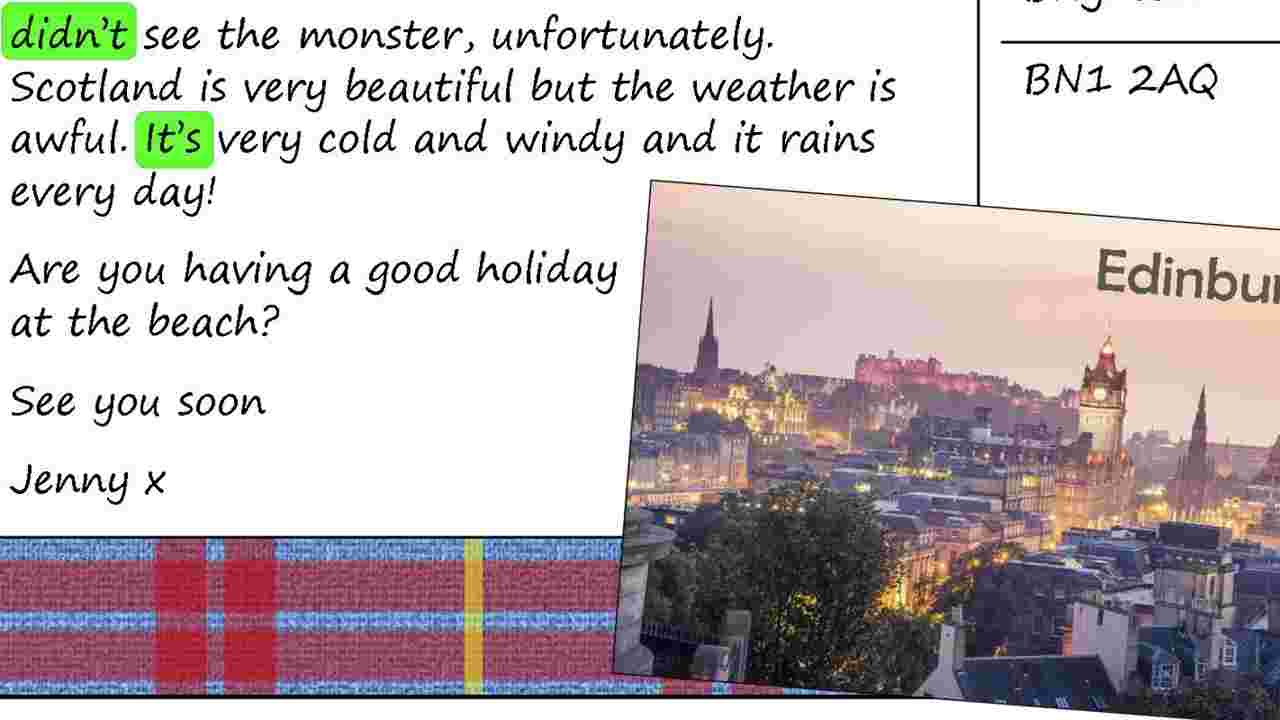 didn't see the monster, unfortunately.
Scotland is very beautiful but the weather is
awful. It's very cold and windy and it rains
every day!
Are you having a good holiday
at the beach?
See you soon
Jenny x
BN1 2AQ
Edinbur